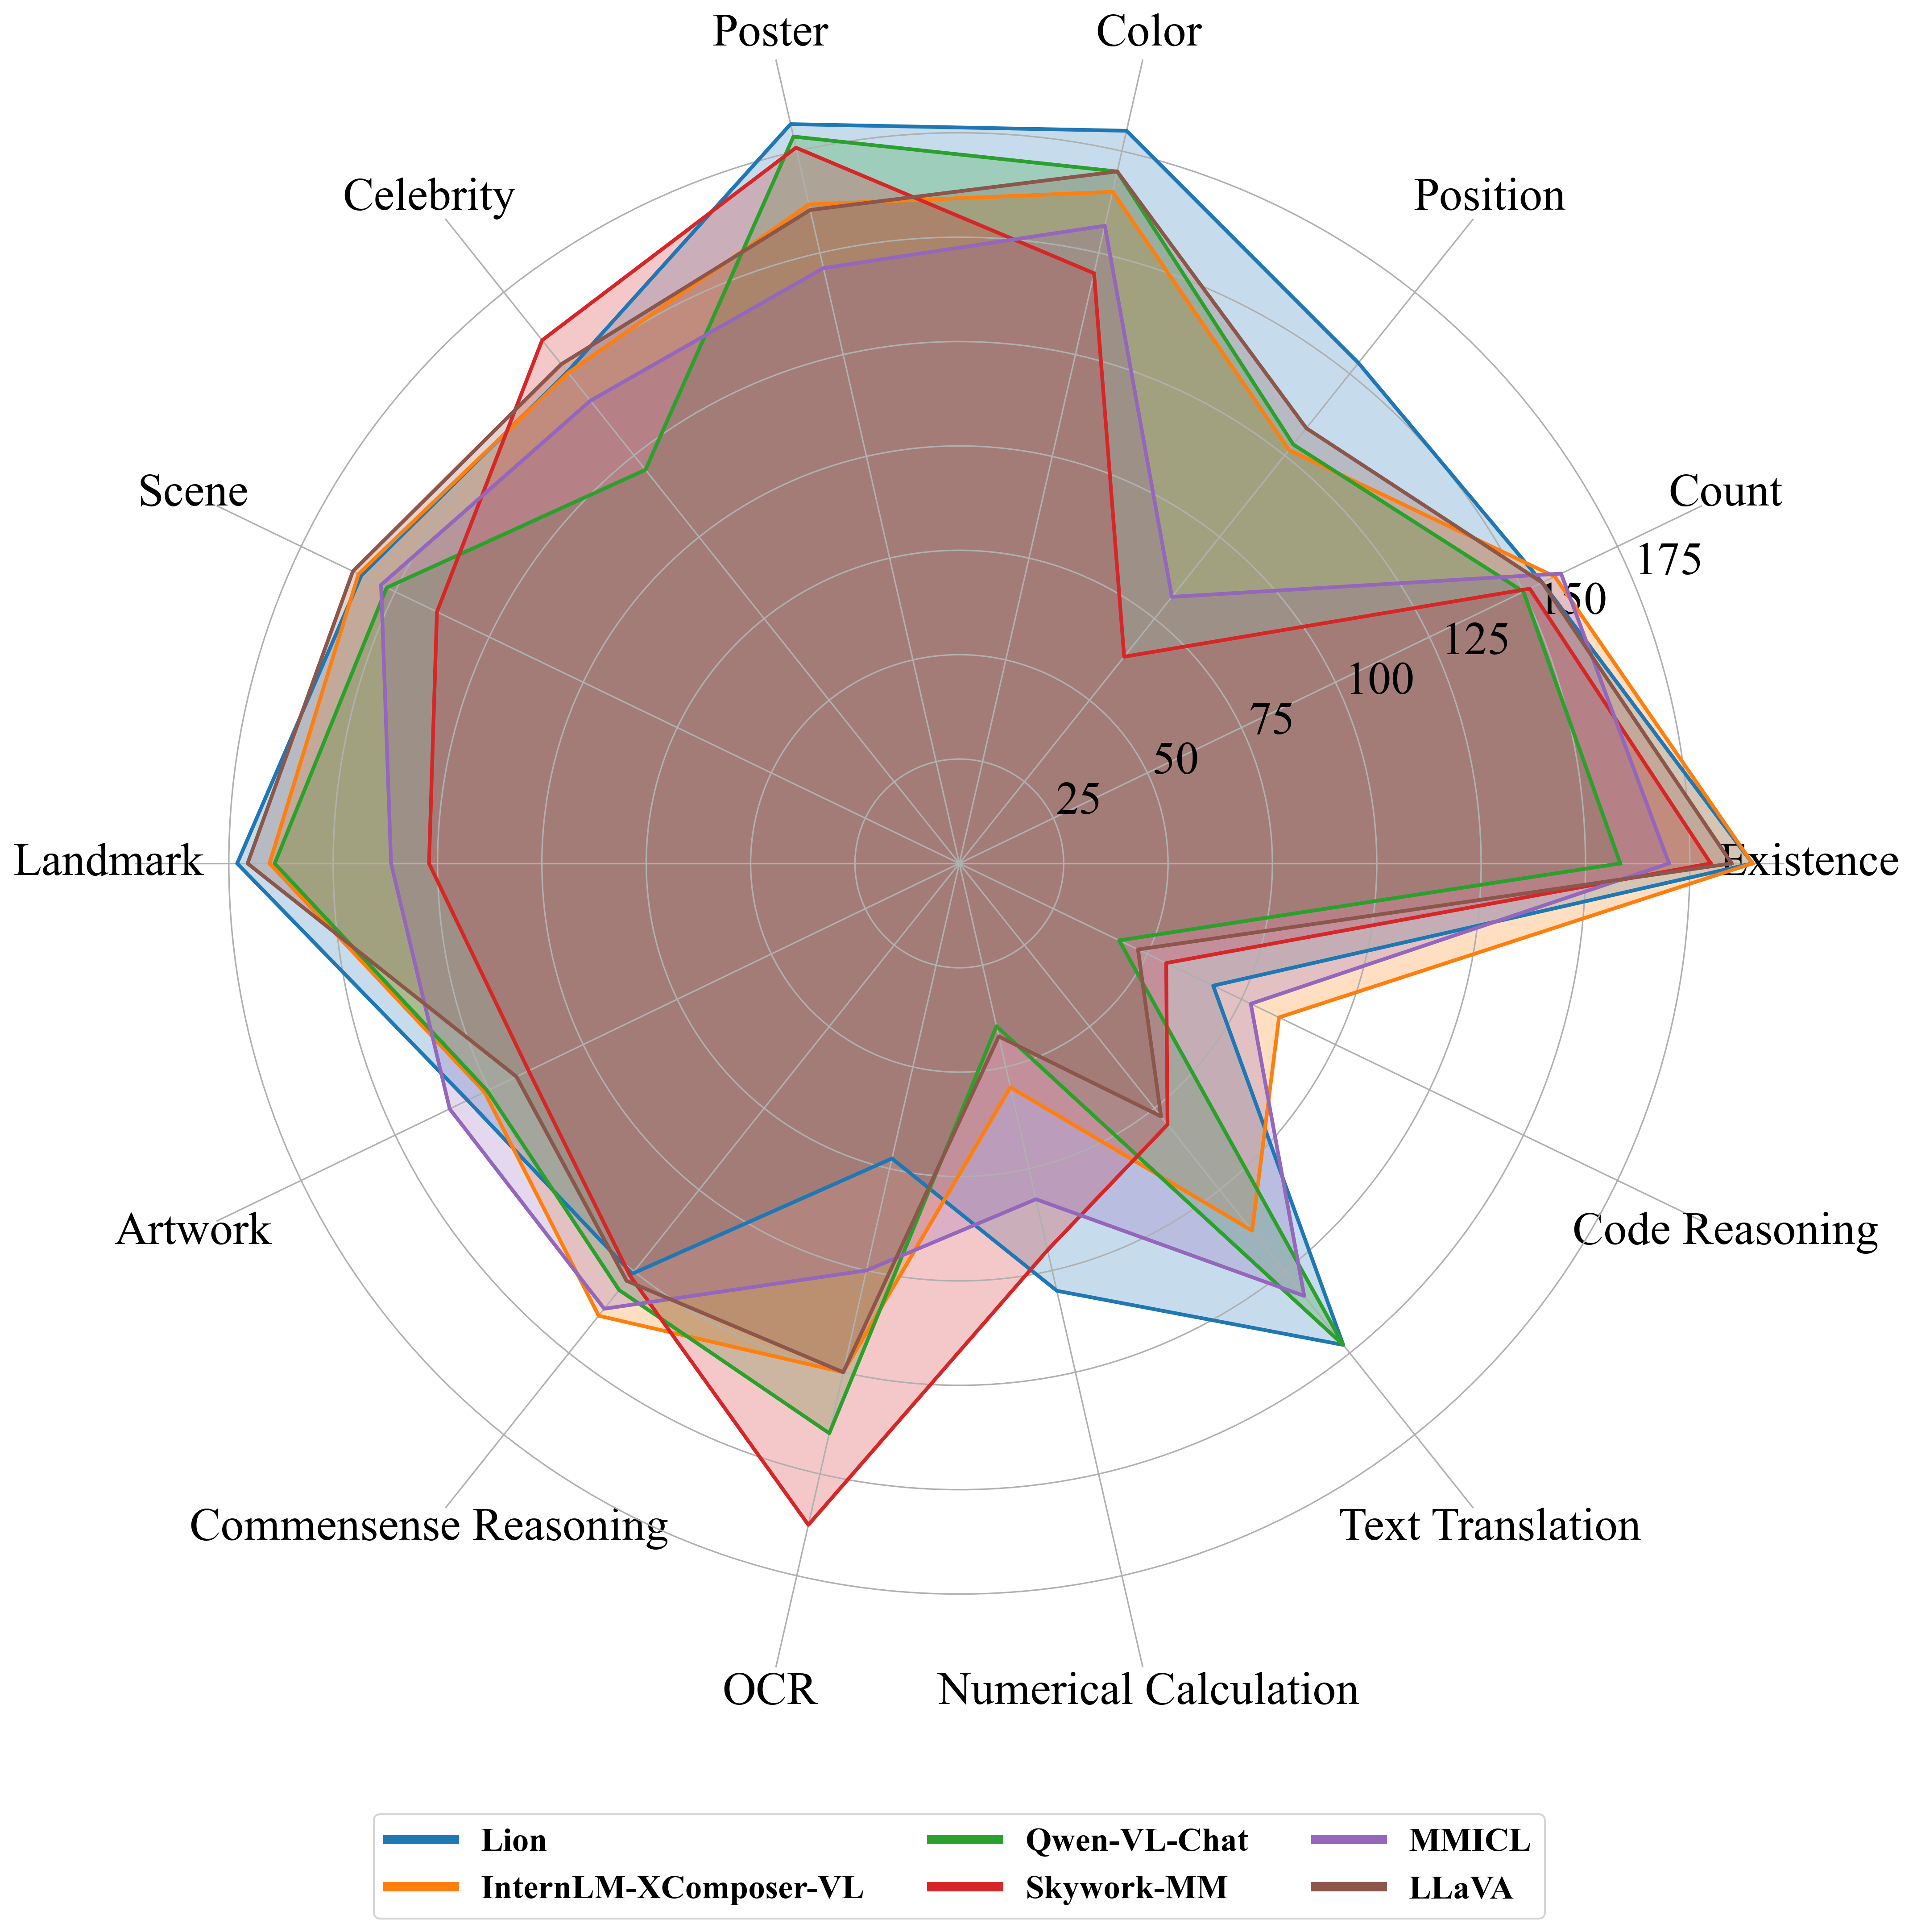 Poster
Color
Celebrity
Position
Scene
Count
175
150
125
100
75
50
25
Landmark
Existence
Artwork
Code Reasoning
Commensense Reasoning
Text Translation
OCR
Numerical Calculation
Lion
Qwen-VL-Chat
MMICL
InternLM-XComposer-VL
Skywork-MM
LLaVA